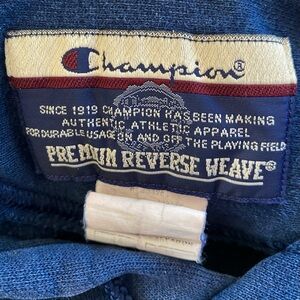 Champion®
SINCE 1919 CHAMPION HAS BEEN MAKING
AUTHENTIC ATHLETIC APPAREL
FOR DURABLE USAGE ON AND OFF THE PLAYING FIELD
PREMIUM REVERSE WEAVE®